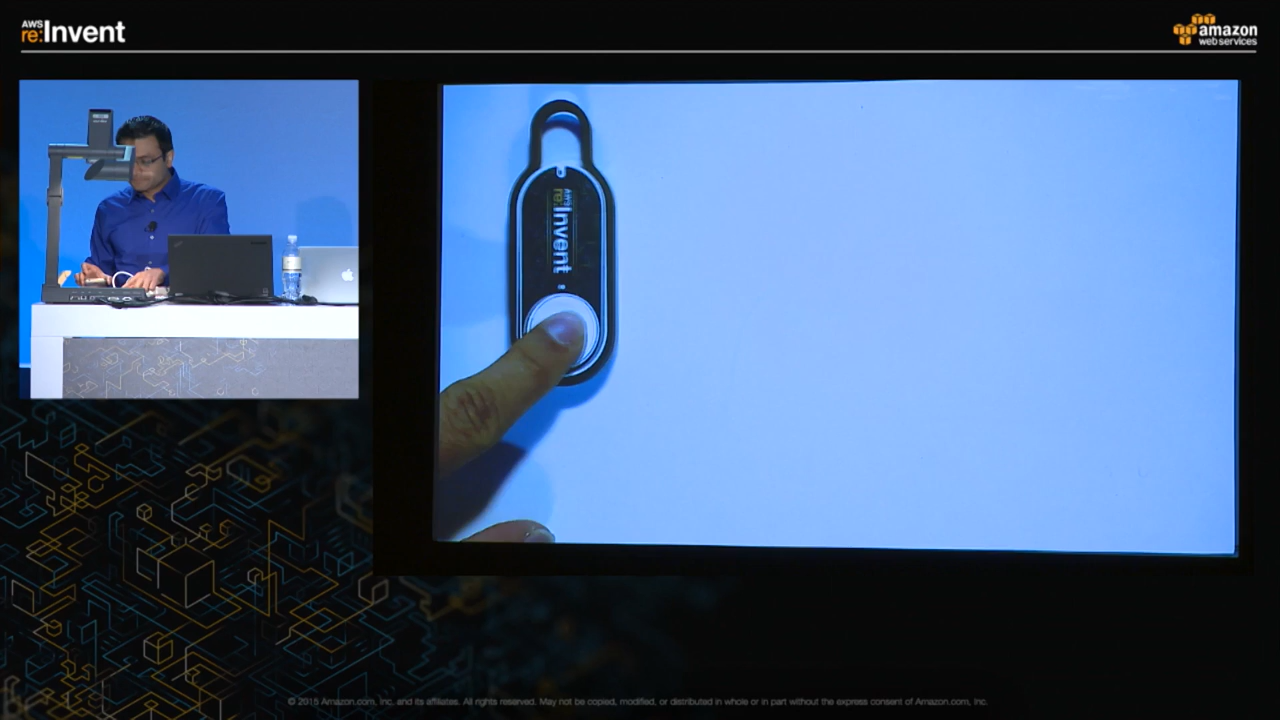 AWS
re:Invent
amazon
web services
AWS
re:Invent
© 2015 Amazon.com, Inc. and its affiliates. All rights reserved. May not be copied, modified, or distributed in whole or in part without the express consent of Amazon.com, Inc.